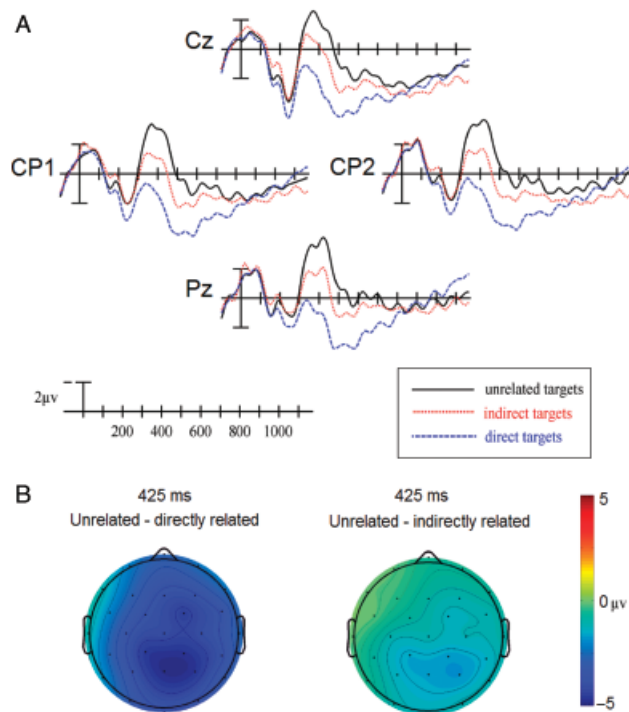 A
Cz
CP1
CP2
Pz
2μv
200 400 600 800 1000
unrelated targets
indirect targets
direct targets
B
425 ms
Unrelated - directly related
425 ms
Unrelated - indirectly related
5
0 μv
−5